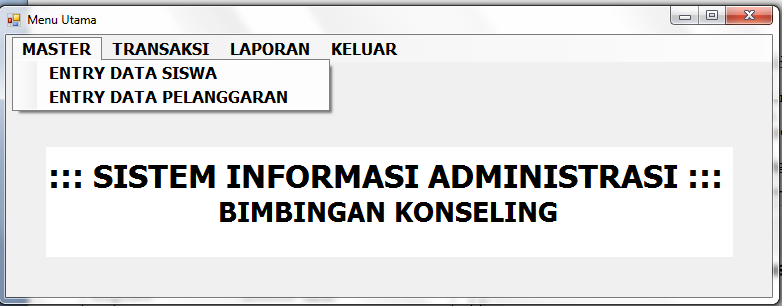 Menu Utama
MASTER TRANSAKSI LAPORAN KELUAR
ENTRY DATA SISWA
ENTRY DATA PELANGGARAN
::: SISTEM INFORMASI ADMINISTRASI :::
BIMBINGAN KONSELING